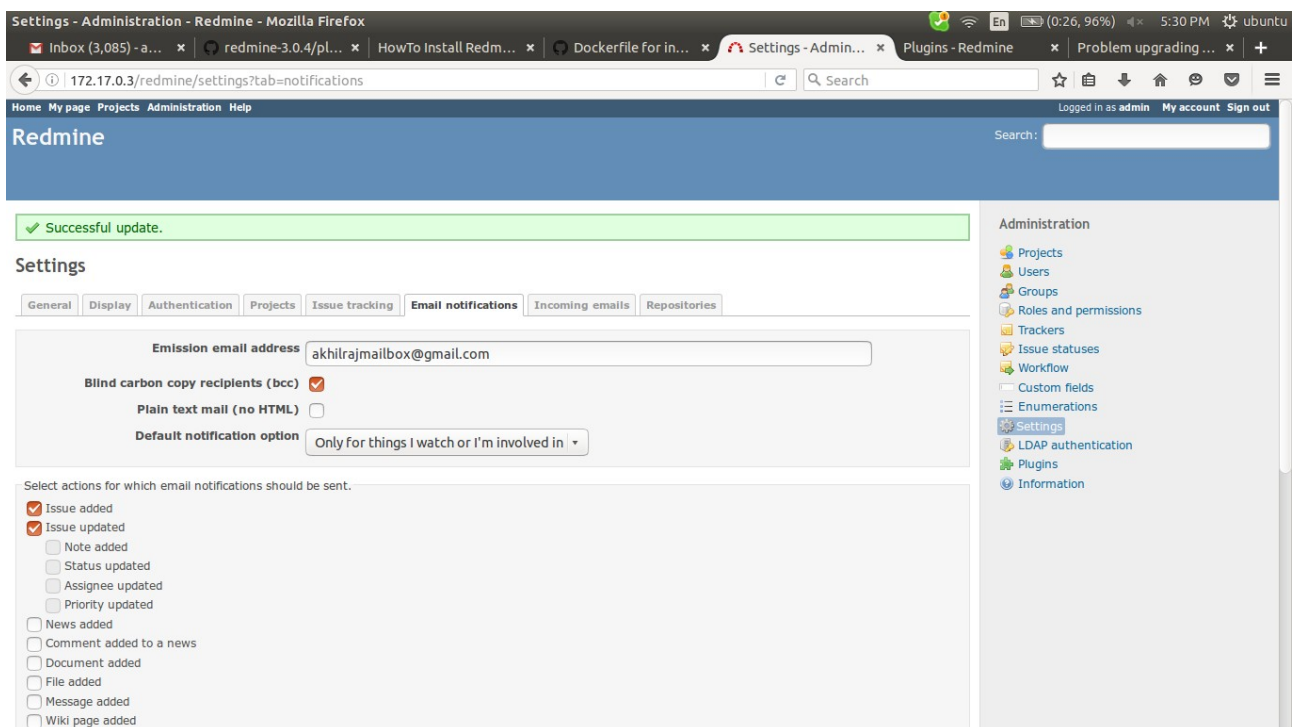 Settings - Administration - Redmine - Mozilla Firefox En (0:26, 96%) 5:30 PM ubuntu
Inbox (3,085) - a... × redmine-3.0.4/pl... × HowTo Install Redm... × Dockerfile for in... × Settings - Admin... × Plugins - Redmine × Problem upgrading ... × +
172.17.0.3/redmine/settings?tab=notifications Search
Home My page Projects Administration Help Logged in as admin My account Sign out
Redmine Search:
Successful update.
Settings
General Display Authentication Projects Issue tracking Email notifications Incoming emails Repositories
Emission email address akhilrajmailbox@gmail.com
Blind carbon copy recipients (bcc)
Plain text mail (no HTML)
Default notification option Only for things I watch or I'm involved in
Select actions for which email notifications should be sent.
Issue added
Issue updated
Note added
Status updated
Assignee updated
Priority updated
News added
Comment added to a news
Document added
File added
Message added
Wiki page added
Administration
Projects
Users
Groups
Roles and permissions
Trackers
Issue statuses
Workflow
Custom fields
Enumerations
Settings
LDAP authentication
Plugins
Information